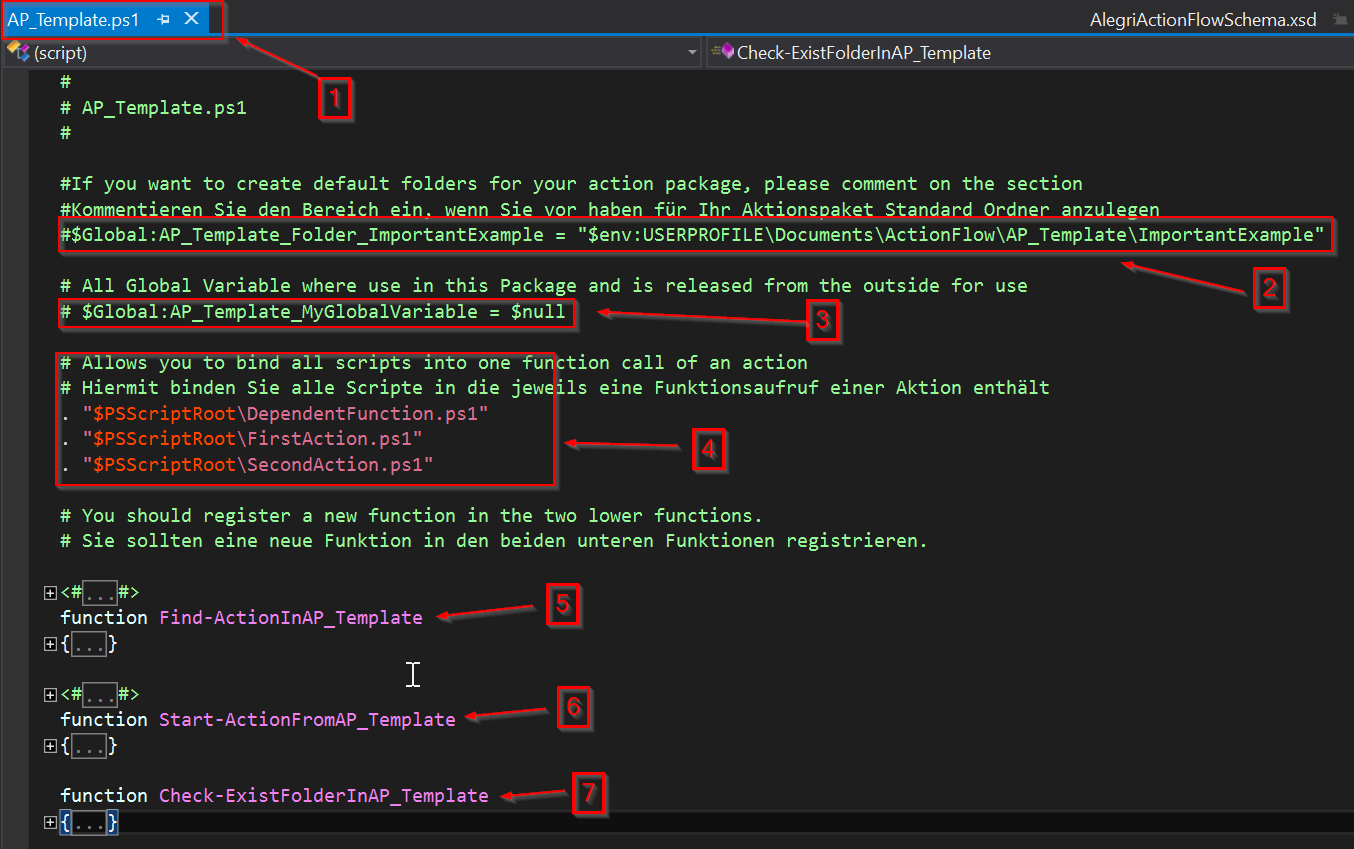 AP_Template.ps1
AlegriActionFlowSchema.xsd
(script)
Check-ExistFolderInAP_Template
1
#
# AP_Template.ps1
#
#If you want to create default folders for your action package, please comment on the section
#Kommentieren Sie den Bereich ein, wenn Sie vor haben für Ihr Aktionspaket Standard Ordner anzulegen
#$Global:AP_Template_Folder_ImportantExample = "$env:USERPROFILE\Documents\ActionFlow\AP_Template\ImportantExample"
2
# All Global Variable where use in this Package and is released from the outside for use
# $Global:AP_Template_MyGlobalVariable = $null
3
# Allows you to bind all scripts into one function call of an action
# Hiermit binden Sie alle Scripte in die jeweils eine Funktionsaufruf einer Aktion enthält
. "$PSScriptRoot\DependentFunction.ps1"
. "$PSScriptRoot\FirstAction.ps1"
. "$PSScriptRoot\SecondAction.ps1"
4
# You should register a new function in the two lower functions.
# Sie sollten eine neue Funktion in den beiden unteren Funktionen registrieren.
<#...#>
function Find-ActionInAP_Template
5
{...}
<#...#>
function Start-ActionFromAP_Template
6
{...}
function Check-ExistFolderInAP_Template
7
{...}